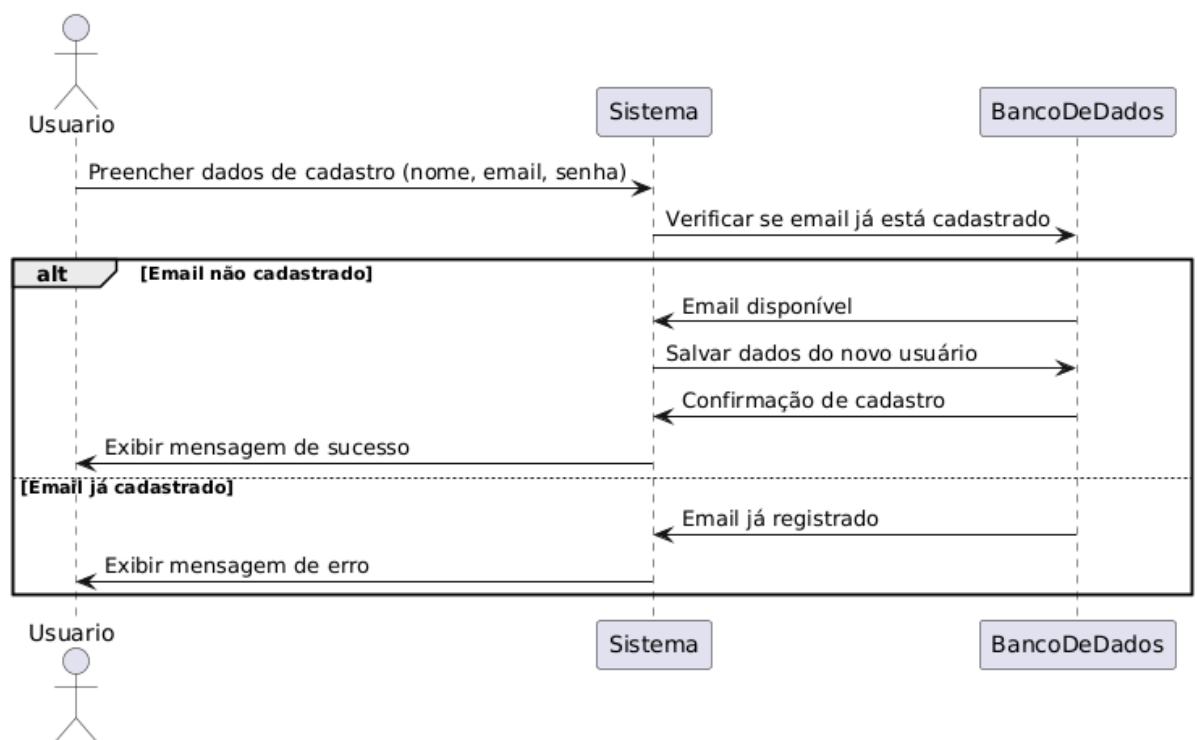 Usuario
Sistema
BancoDeDados
Preencher dados de cadastro (nome, email, senha)
Verificar se email já está cadastrado
alt [Email não cadastrado]
Email disponível
Salvar dados do novo usuário
Confirmação de cadastro
Exibir mensagem de sucesso
[Email já cadastrado]
Email já registrado
Exibir mensagem de erro
Usuario
Sistema
BancoDeDados